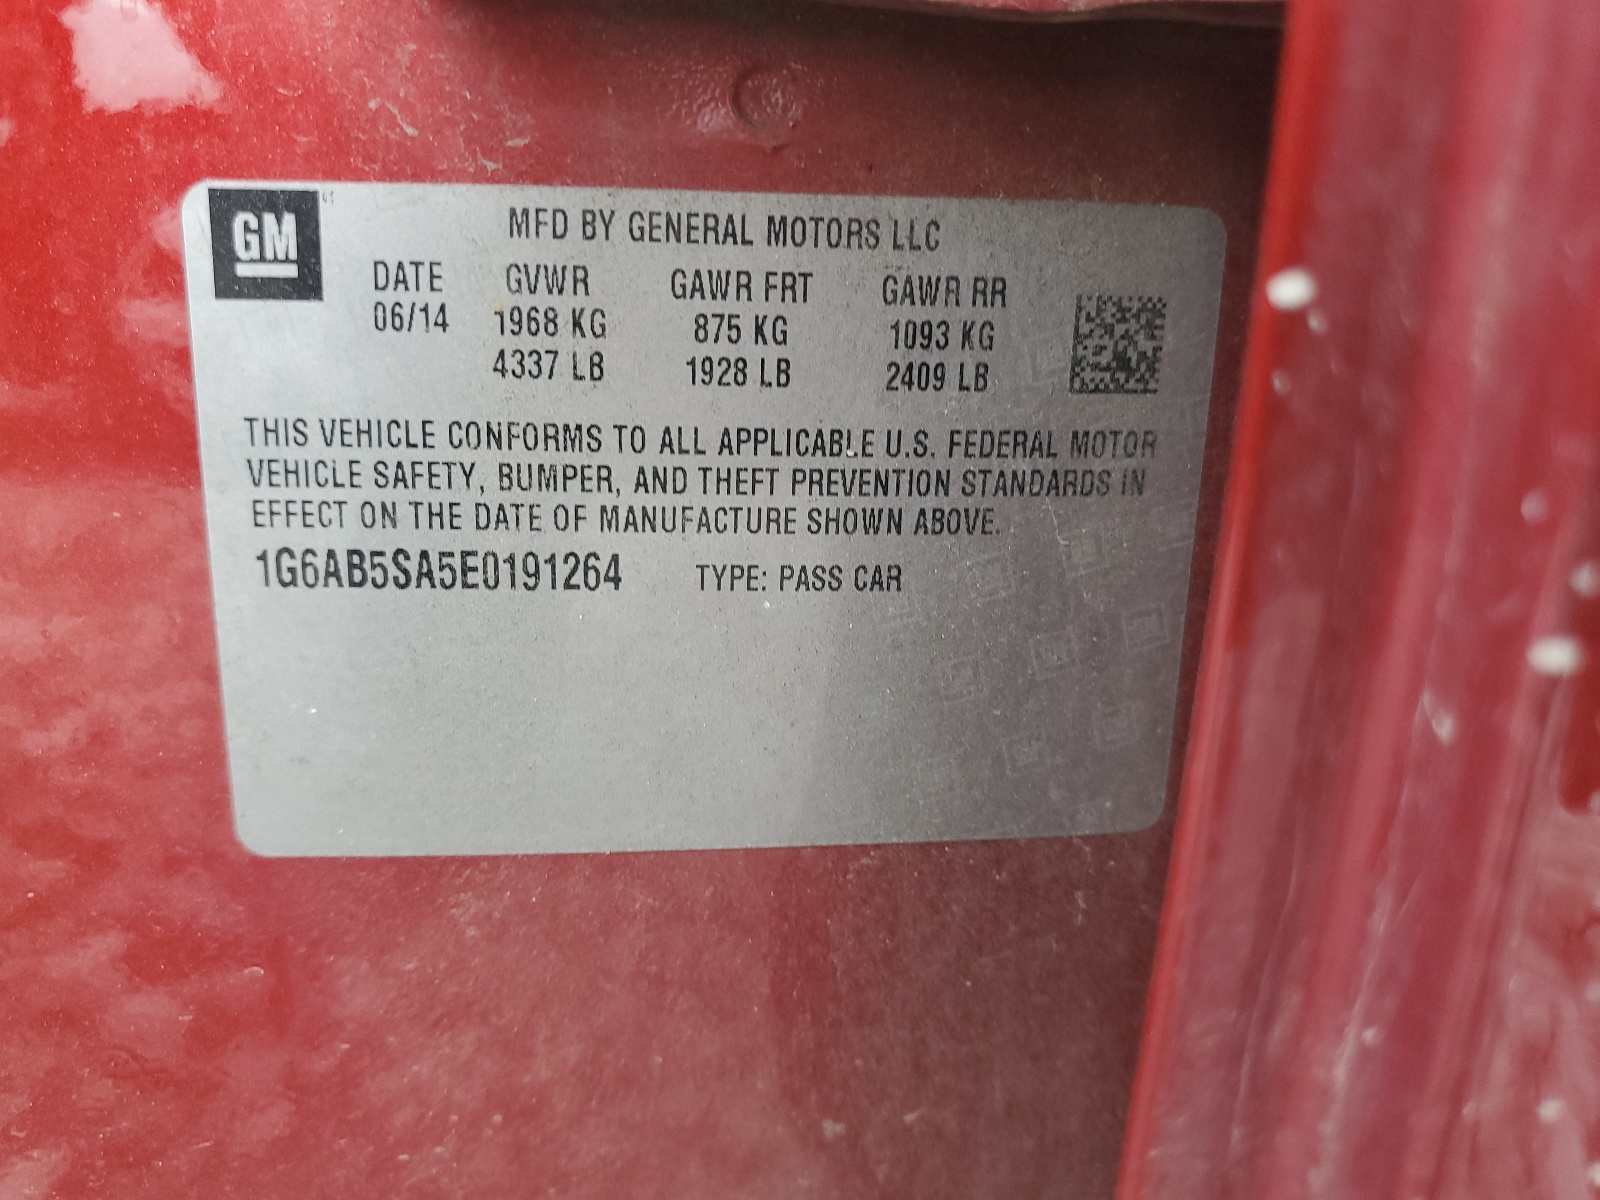 GM
MFD BY GENERAL MOTORS LLC
DATE GVWR GAWR FRT GAWR RR
06/14 1968 KG 875 KG 1093 KG
4337 LB 1928 LB 2409 LB
THIS VEHICLE CONFORMS TO ALL APPLICABLE U.S. FEDERAL MOTOR
VEHICLE SAFETY, BUMPER, AND THEFT PREVENTION STANDARDS IN
EFFECT ON THE DATE OF MANUFACTURE SHOWN ABOVE.
1G6AB5SA5E0191264 TYPE: PASS CAR